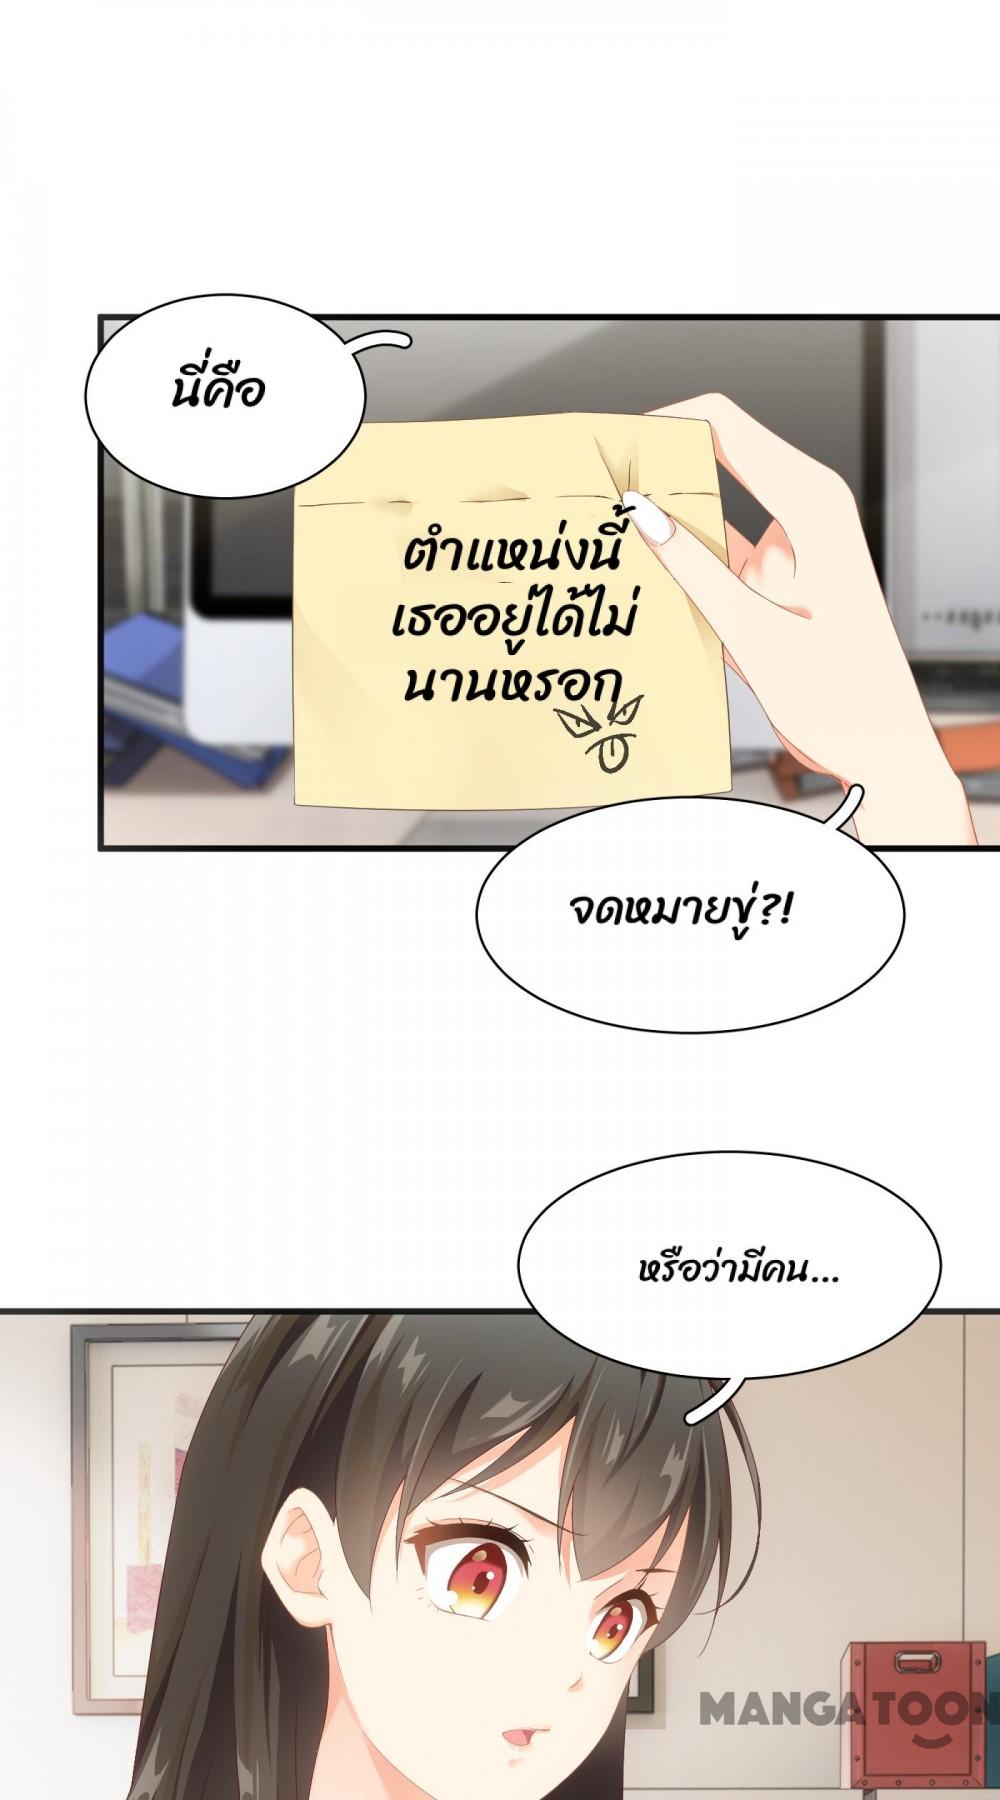 นี่คือ
ตำแหน่งนี้
เธออยู่ได้ไม่
นานหรอก
จดหมายขู่?!
หรือว่ามีคน...
MANGATOON